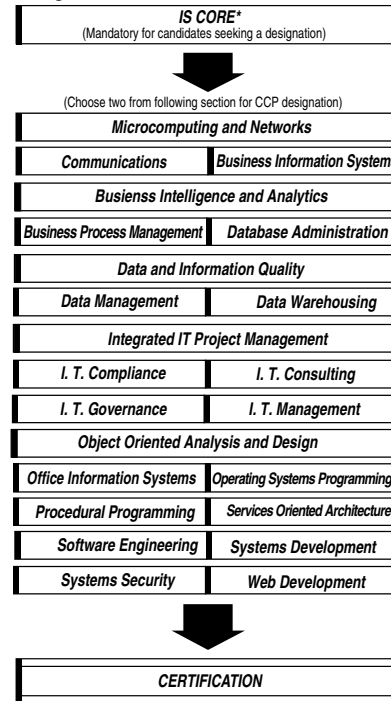 IS CORE*
(Mandatory for candidates seeking a designation)
(Choose two from following section for CCP designation)
Microcomputing and Networks
Communications Business Information System
Busienss Intelligence and Analytics
Business Process Management Database Administration
Data and Information Quality
Data Management Data Warehousing
Integrated IT Project Management
I. T. Compliance I. T. Consulting
I. T. Governance I. T. Management
Object Oriented Analysis and Design
Office Information Systems Operating Systems Programming
Procedural Programming Services Oriented Architecture
Software Engineering Systems Development
Systems Security Web Development
CERTIFICATION